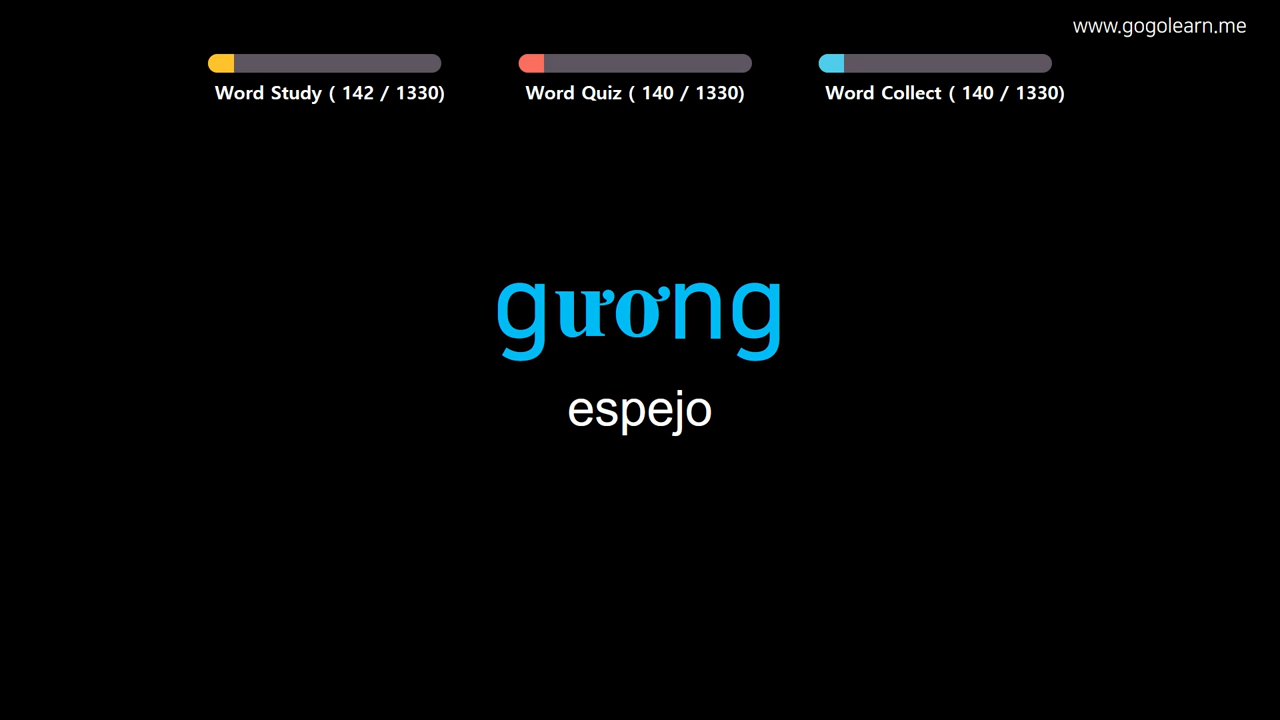 www.gogolearn.me
Word Study ( 142 / 1330)
Word Quiz ( 140 / 1330)
Word Collect ( 140 / 1330)
gương
espejo